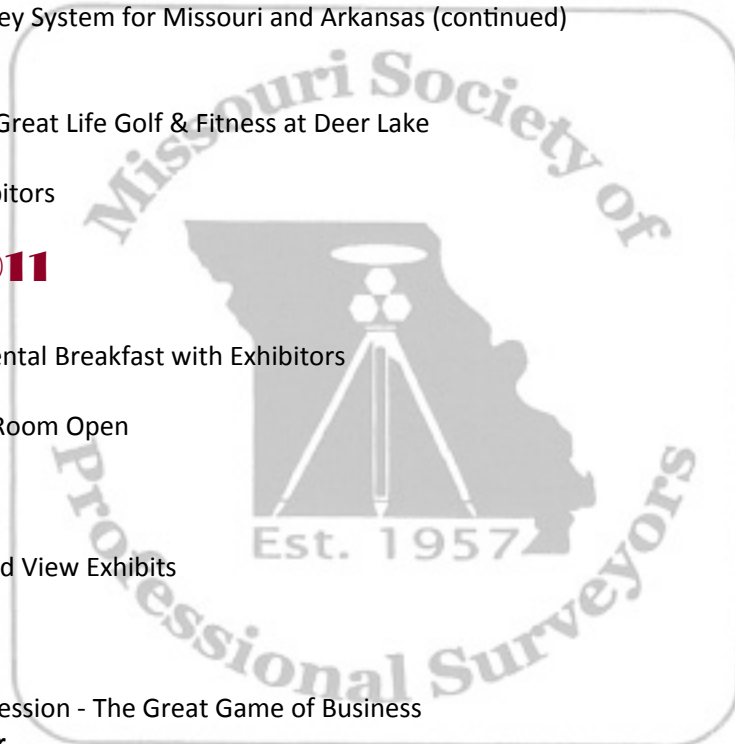 ey System for Missouri and Arkansas (continued)
Great Life Golf & Fitness at Deer Lake
bitors
011
ental Breakfast with Exhibitors
Room Open
d View Exhibits
ession - The Great Game of Business
Missouri Society of
Professional Surveyors
Est. 1957